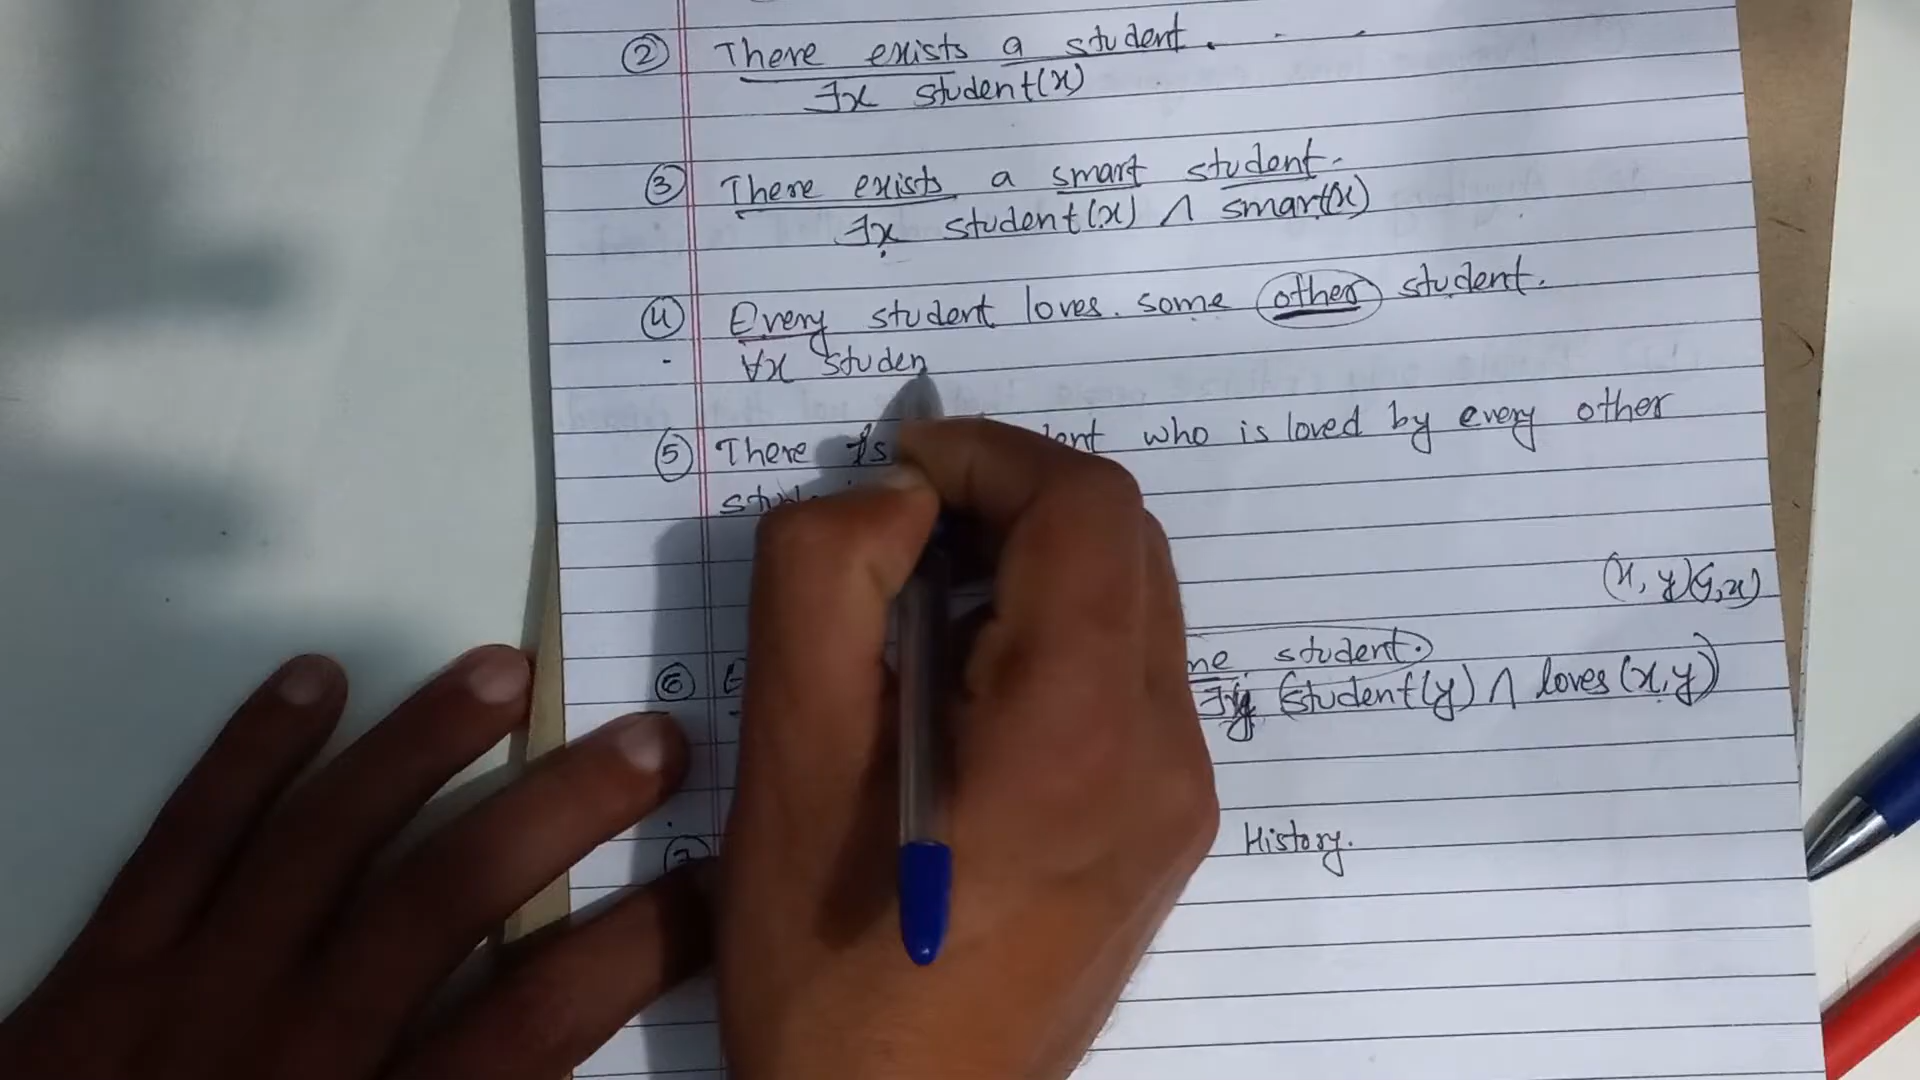 ② There exists a student.
∃x student(x)
③ There exists a smart student.
∃x student(x) ∧ smart(x)
④ Every student loves some other student.
∀x studen
⑤ There is who is loved by every other
(x, y)(y,x)
⑥ student.
∃y (student(y) ∧ loves(x,y))
⑦ History.